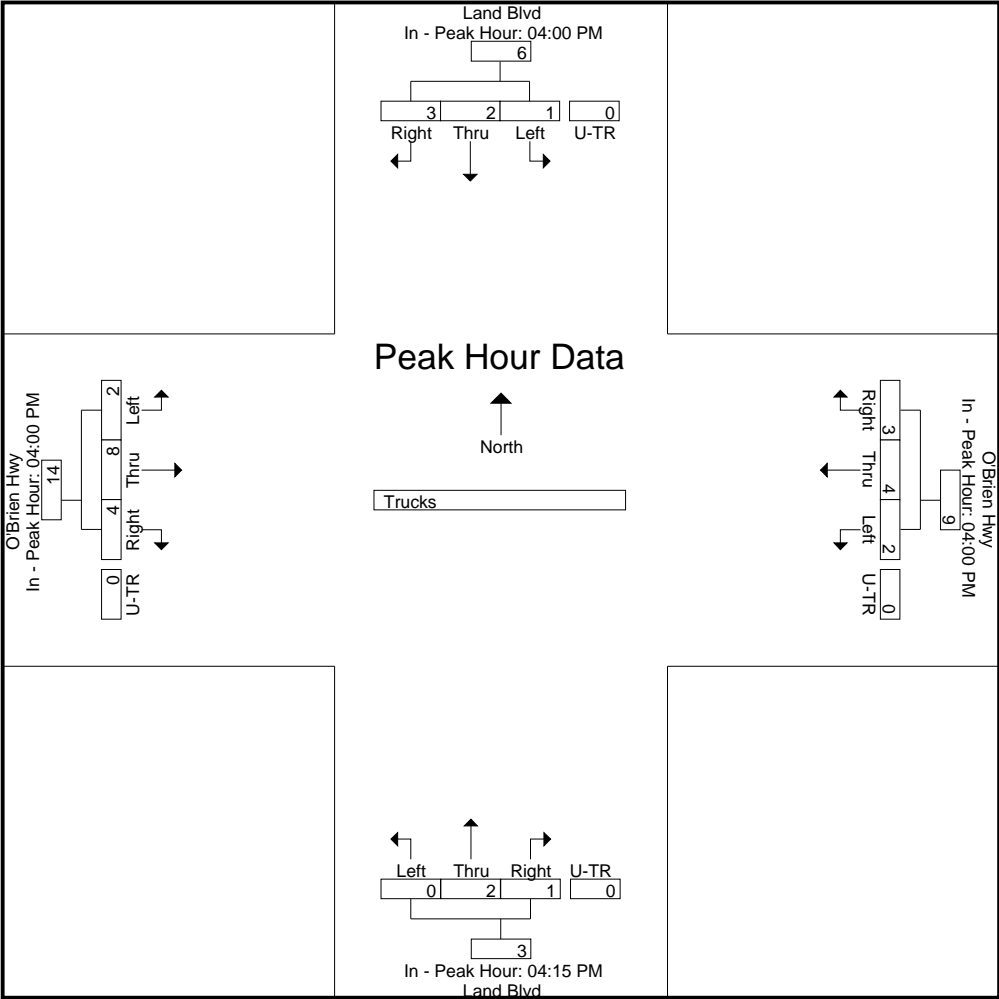 Land Blvd
In - Peak Hour: 04:00 PM
6
3 2 1 0
Right Thru Left U-TR
Peak Hour Data
North
Trucks
O'Brien Hwy
In - Peak Hour: 04:00 PM
14
2 8 4 0
Left Thru Right U-TR
O'Brien Hwy
In - Peak Hour: 04:00 PM
9
3 4 2 0
Right Thru Left U-TR
Left Thru Right U-TR
0 2 1 0
3
In - Peak Hour: 04:15 PM
Land Blvd